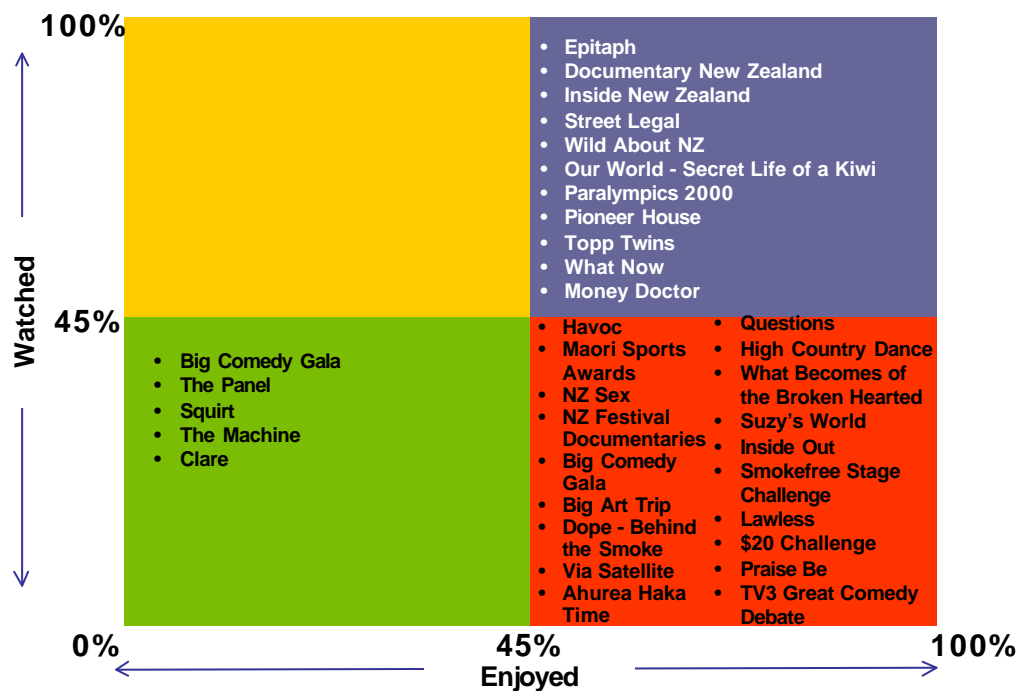 100%
• Epitaph
• Documentary New Zealand
• Inside New Zealand
• Street Legal
• Wild About NZ
• Our World - Secret Life of a Kiwi
• Paralympics 2000
• Pioneer House
• Topp Twins
• What Now
• Money Doctor
Watched
45%
• Big Comedy Gala
• The Panel
• Squirt
• The Machine
• Clare
• Havoc
• Maori Sports
Awards
• NZ Sex
• NZ Festival
Documentaries
• Big Comedy
Gala
• Big Art Trip
• Dope - Behind
the Smoke
• Via Satellite
• Ahurea Haka
Time
• Questions
• High Country Dance
• What Becomes of
the Broken Hearted
• Suzy's World
• Inside Out
• Smokefree Stage
Challenge
• Lawless
• $20 Challenge
• Praise Be
• TV3 Great Comedy
Debate
0%
45%
100%
Enjoyed